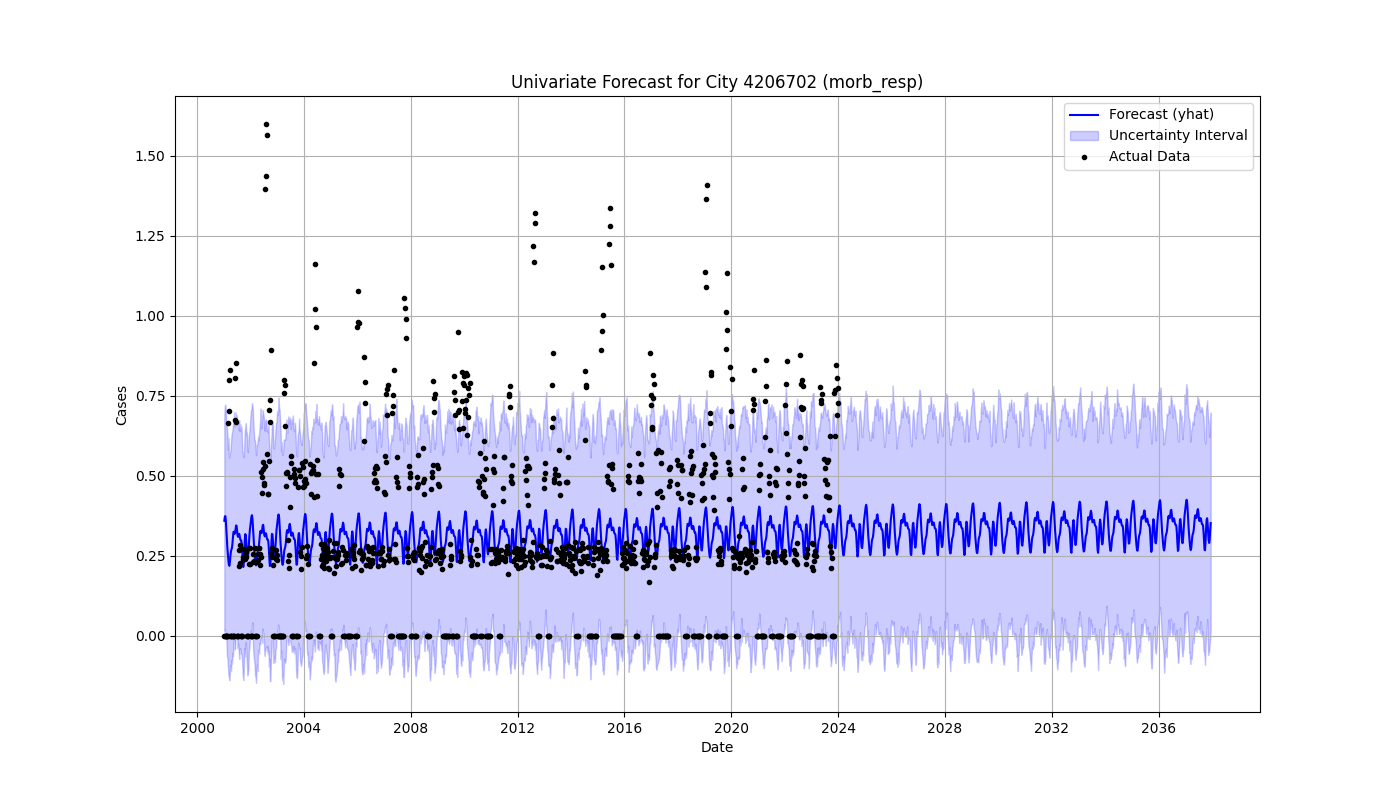 Univariate Forecast for City 4206702 (morb_resp)
Forecast (yhat)
Uncertainty Interval
Actual Data
Cases
1.50
1.25
1.00
0.75
0.50
0.25
0.00
2000 2004 2008 2012 2016 2020 2024 2028 2032 2036
Date